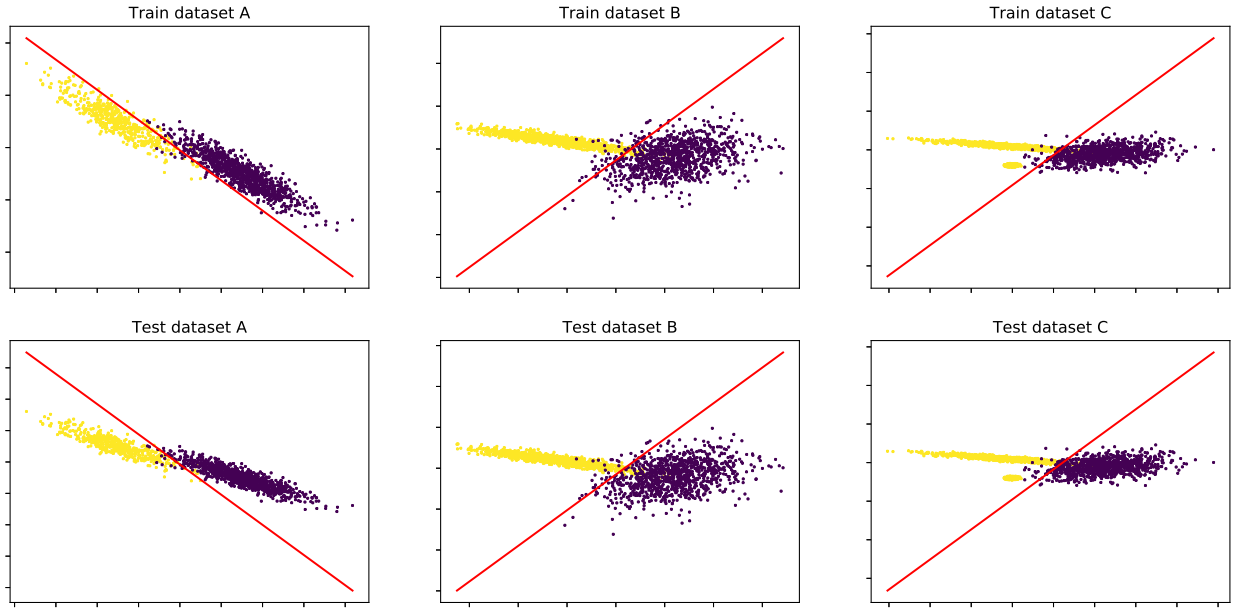 Train dataset A
Train dataset B
Train dataset C
Test dataset A
Test dataset B
Test dataset C